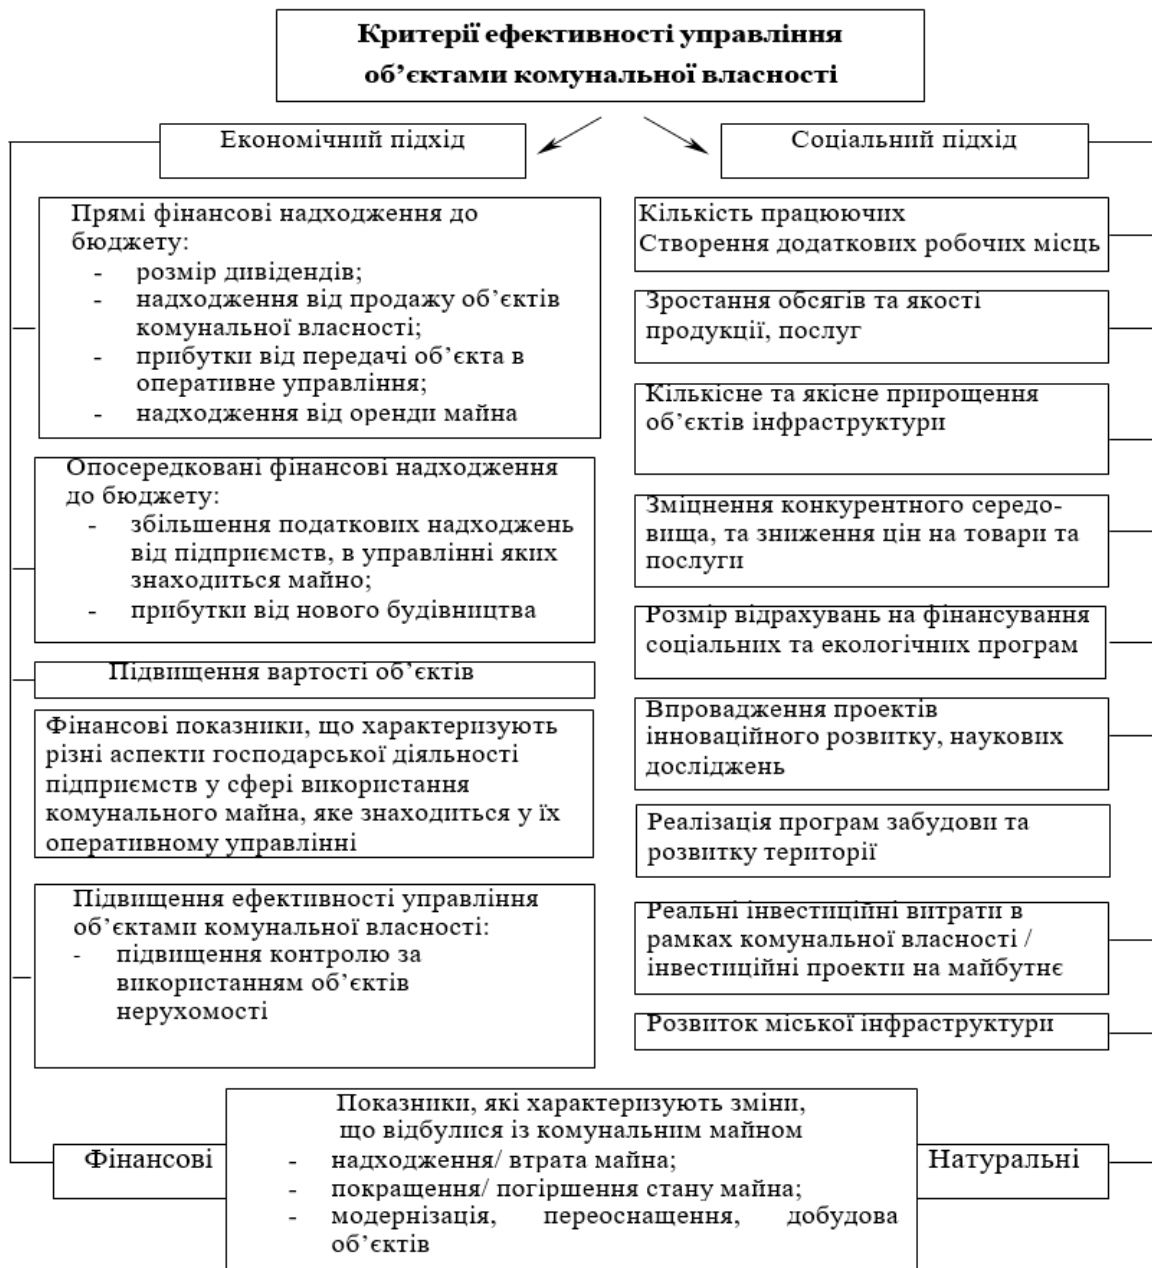 Критерії ефективності управління
об’єктами комунальної власності
Економічний підхід
Соціальний підхід
Прямі фінансові надходження до
бюджету:
- розмір дивідендів;
- надходження від продажу об’єктів
комунальної власності;
- прибутки від передачі об’єкта в
оперативне управління;
- надходження від оренди майна
Опосередковані фінансові надходження
до бюджету:
- збільшення податкових надходжень
від підприємств, в управлінні яких
знаходиться майно;
- прибутки від нового будівництва
Підвищення вартості об’єктів
Фінансові показники, що характеризують
різні аспекти господарської діяльності
підприємств у сфері використання
комунального майна, яке знаходиться у їх
оперативному управлінні
Підвищення ефективності управління
об’єктами комунальної власності:
- підвищення контролю за
використанням об’єктів
нерухомості
Кількість працюючих
Створення додаткових робочих місць
Зростання обсягів та якості
продукції, послуг
Кількісне та якісне прирощення
об’єктів інфраструктури
Зміцнення конкурентного середо-
вища, та зниження цін на товари та
послуги
Розмір відрахувань на фінансування
соціальних та екологічних програм
Впровадження проектів
інноваційного розвитку, наукових
досліджень
Реалізація програм забудови та
розвитку території
Реальні інвестиційні витрати в
рамках комунальної власності /
інвестиційні проекти на майбутнє
Розвиток міської інфраструктури
Фінансові
Показники, які характеризують зміни,
що відбулися із комунальним майном
- надходження/ втрата майна;
- покращення/ погіршення стану майна;
- модернізація, переоснащення, добудова
об’єктів
Натуральні